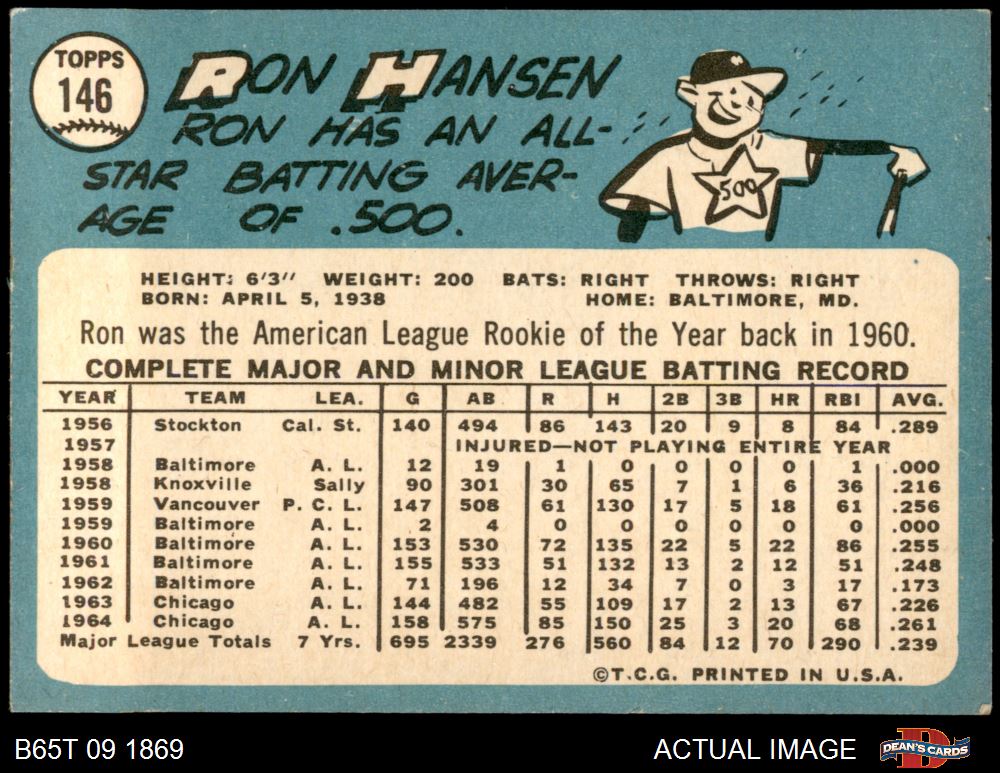 TOPPS
146
RON HANSEN
RON HAS AN ALL-
STAR BATTING AVER-
AGE OF .500.
500
HEIGHT: 6'3" WEIGHT: 200 BATS: RIGHT THROWS: RIGHT
BORN: APRIL 5, 1938 HOME: BALTIMORE, MD.
Ron was the American League Rookie of the Year back in 1960.
COMPLETE MAJOR AND MINOR LEAGUE BATTING RECORD
YEAR TEAM LEA. G AB R H 2B 3B HR RBI AVG.
1956 Stockton Cal. St. 140 494 86 143 20 9 8 84 .289
1957 INJURED—NOT PLAYING ENTIRE YEAR
1958 Baltimore A. L. 12 19 1 0 0 0 0 1 .000
1958 Knoxville Sally 90 301 30 65 7 1 6 36 .216
1959 Vancouver P. C. L. 147 508 61 130 17 5 18 61 .256
1959 Baltimore A. L. 2 4 0 0 0 0 0 0 .000
1960 Baltimore A. L. 153 530 72 135 22 5 22 86 .255
1961 Baltimore A. L. 155 533 51 132 13 2 12 51 .248
1962 Baltimore A. L. 71 196 12 34 7 0 3 17 .173
1963 Chicago A. L. 144 482 55 109 17 2 13 67 .226
1964 Chicago A. L. 158 575 85 150 25 3 20 68 .261
Major League Totals 7 Yrs. 695 2339 276 560 84 12 70 290 .239
©T.C.G. PRINTED IN U.S.A.
B65T 09 1869 ACTUAL IMAGE DEAN'S CARDS